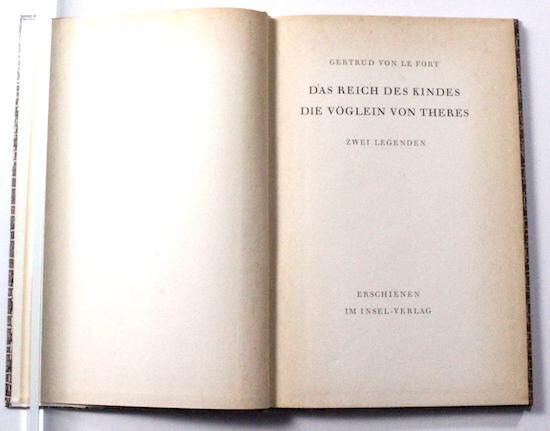 GERTRUD VON LE FORT
DAS REICH DES KINDES
DIE VÖGLEIN VON THERES
ZWEI LEGENDEN
ERSCHIENEN
IM INSEL-VERLAG